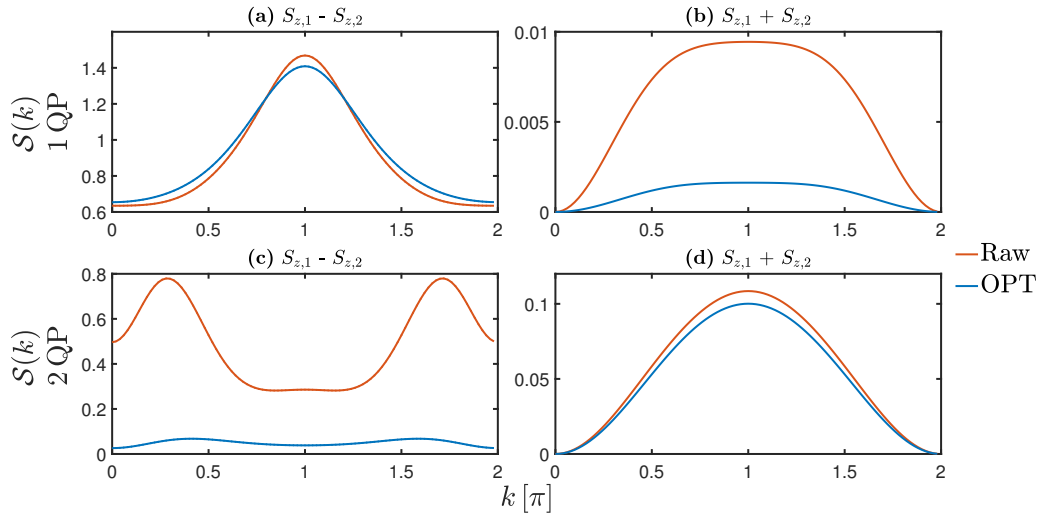 (a) S_{z,1} - S_{z,2}
1.4
1.2
1
0.8
0.6
0 0.5 1 1.5 2
S(k)
1 QP
(b) S_{z,1} + S_{z,2}
0.01
0.005
0
0 0.5 1 1.5 2
(c) S_{z,1} - S_{z,2}
0.8
0.6
0.4
0.2
0
0 0.5 1 1.5 2
S(k)
2 QP
(d) S_{z,1} + S_{z,2}
0.1
0.05
0
0 0.5 1 1.5 2
Raw
OPT
k [π]